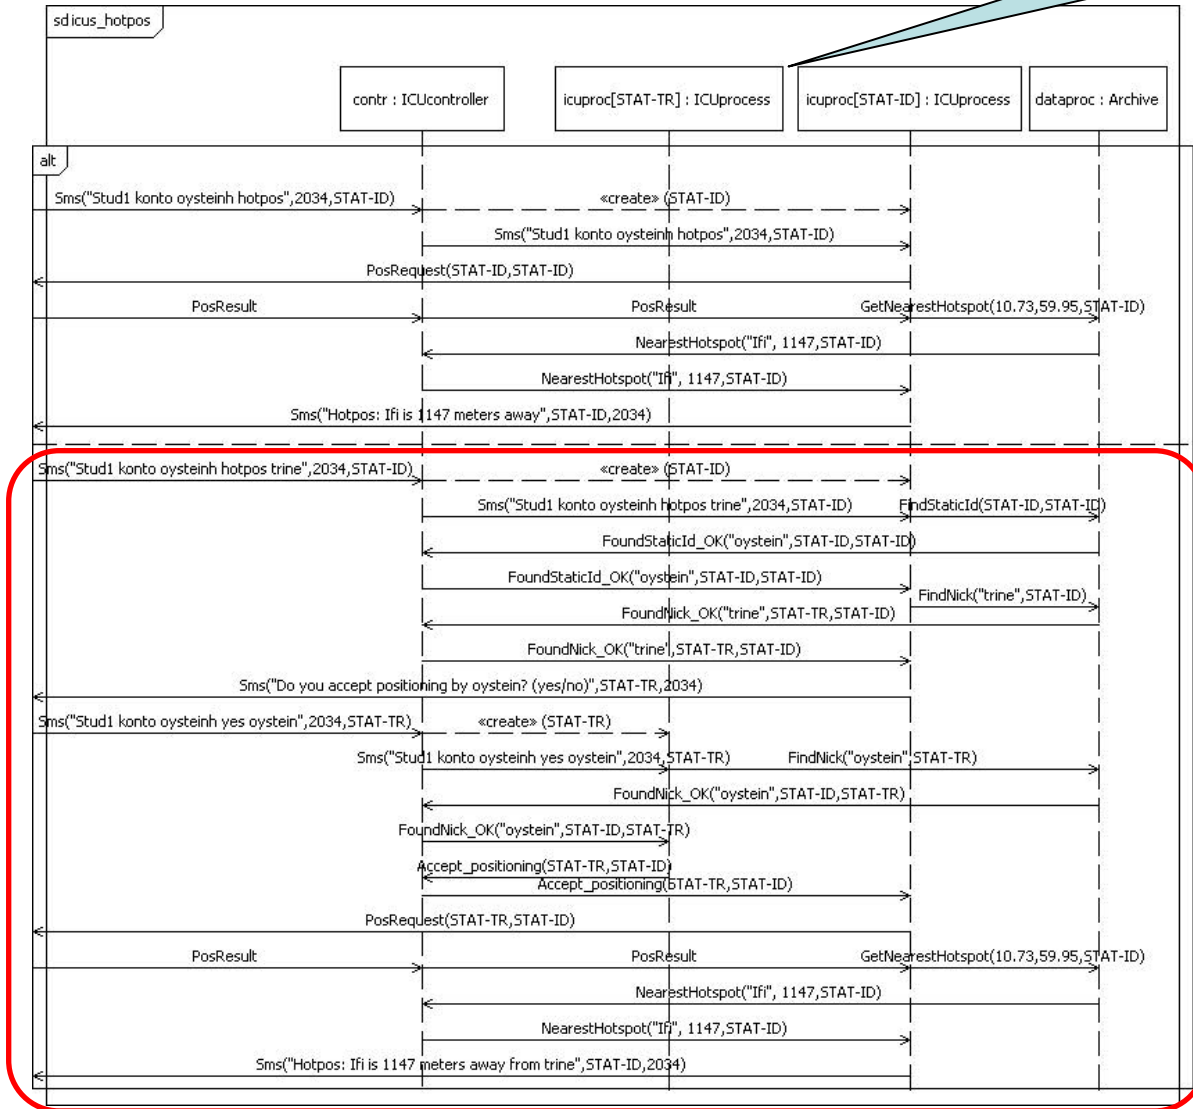 sd icus_hotpos
contr : ICUcontroller
icuproc[STAT-TR] : ICUprocess
icuproc[STAT-ID] : ICUprocess
dataproc : Archive
alt
Sms("Stud1 konto oysteinh hotpos",2034,STAT-ID)
«create» (STAT-ID)
Sms("Stud1 konto oysteinh hotpos",2034,STAT-ID)
PosRequest(STAT-ID,STAT-ID)
PosResult
PosResult
GetNearestHotspot(10.73,59.95,STAT-ID)
NearestHotspot("Ifi", 1147,STAT-ID)
NearestHotspot("Ifi", 1147,STAT-ID)
Sms("Hotpos: Ifi is 1147 meters away",STAT-ID,2034)
Sms("Stud1 konto oysteinh hotpos trine",2034,STAT-ID)
«create» (STAT-ID)
Sms("Stud1 konto oysteinh hotpos trine",2034,STAT-ID)
FindStaticId(STAT-ID,STAT-ID)
FoundStaticId_OK("oystein",STAT-ID,STAT-ID)
FoundStaticId_OK("oystein",STAT-ID,STAT-ID)
FindNick("trine",STAT-ID)
FoundNick_OK("trine",STAT-TR,STAT-ID)
FoundNick_OK("trine",STAT-TR,STAT-ID)
Sms("Do you accept positioning by oystein? (yes/no)",STAT-TR,2034)
Sms("Stud1 konto oysteinh yes oystein",2034,STAT-TR)
«create» (STAT-TR)
Sms("Stud1 konto oysteinh yes oystein",2034,STAT-TR)
FindNick("oystein",STAT-TR)
FoundNick_OK("oystein",STAT-ID,STAT-TR)
FoundNick_OK("oystein",STAT-ID,STAT-TR)
Accept_positioning(STAT-TR,STAT-ID)
Accept_positioning(STAT-TR,STAT-ID)
PosRequest(STAT-TR,STAT-ID)
PosResult
PosResult
GetNearestHotspot(10.73,59.95,STAT-ID)
NearestHotspot("Ifi", 1147,STAT-ID)
NearestHotspot("Ifi", 1147,STAT-ID)
Sms("Hotpos: Ifi is 1147 meters away from trine",STAT-ID,2034)